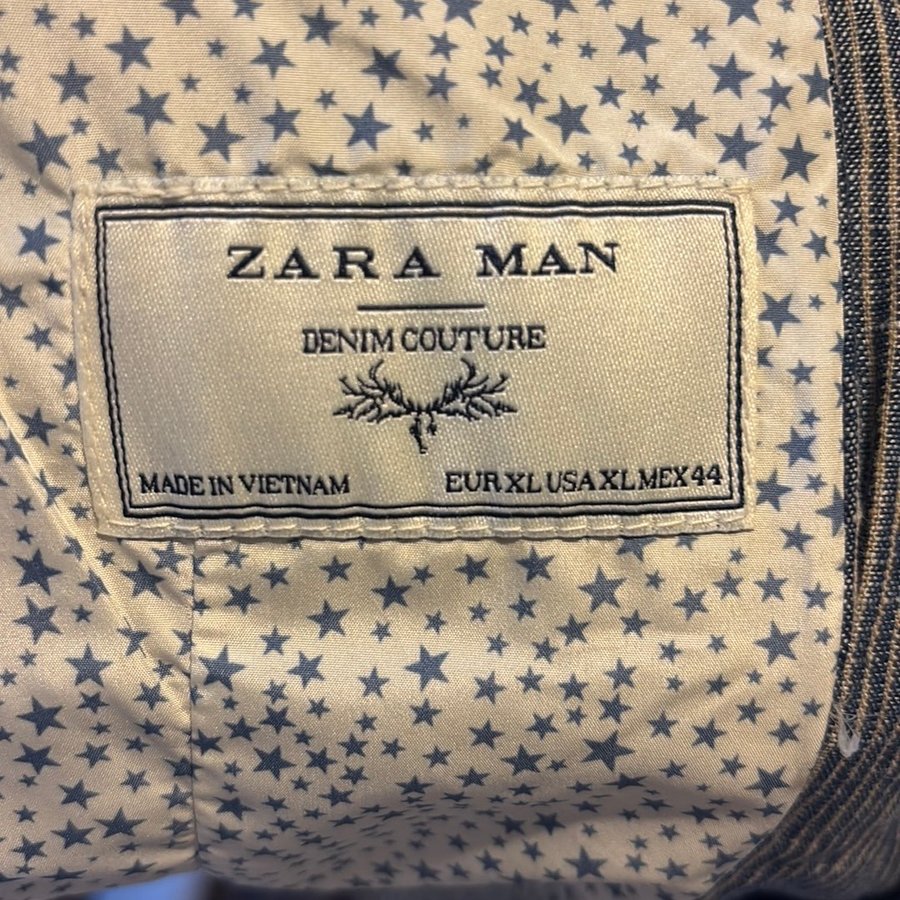 ZARA MAN
DENIM COUTURE
MADE IN VIETNAM EUR XL USA XL MEX 44